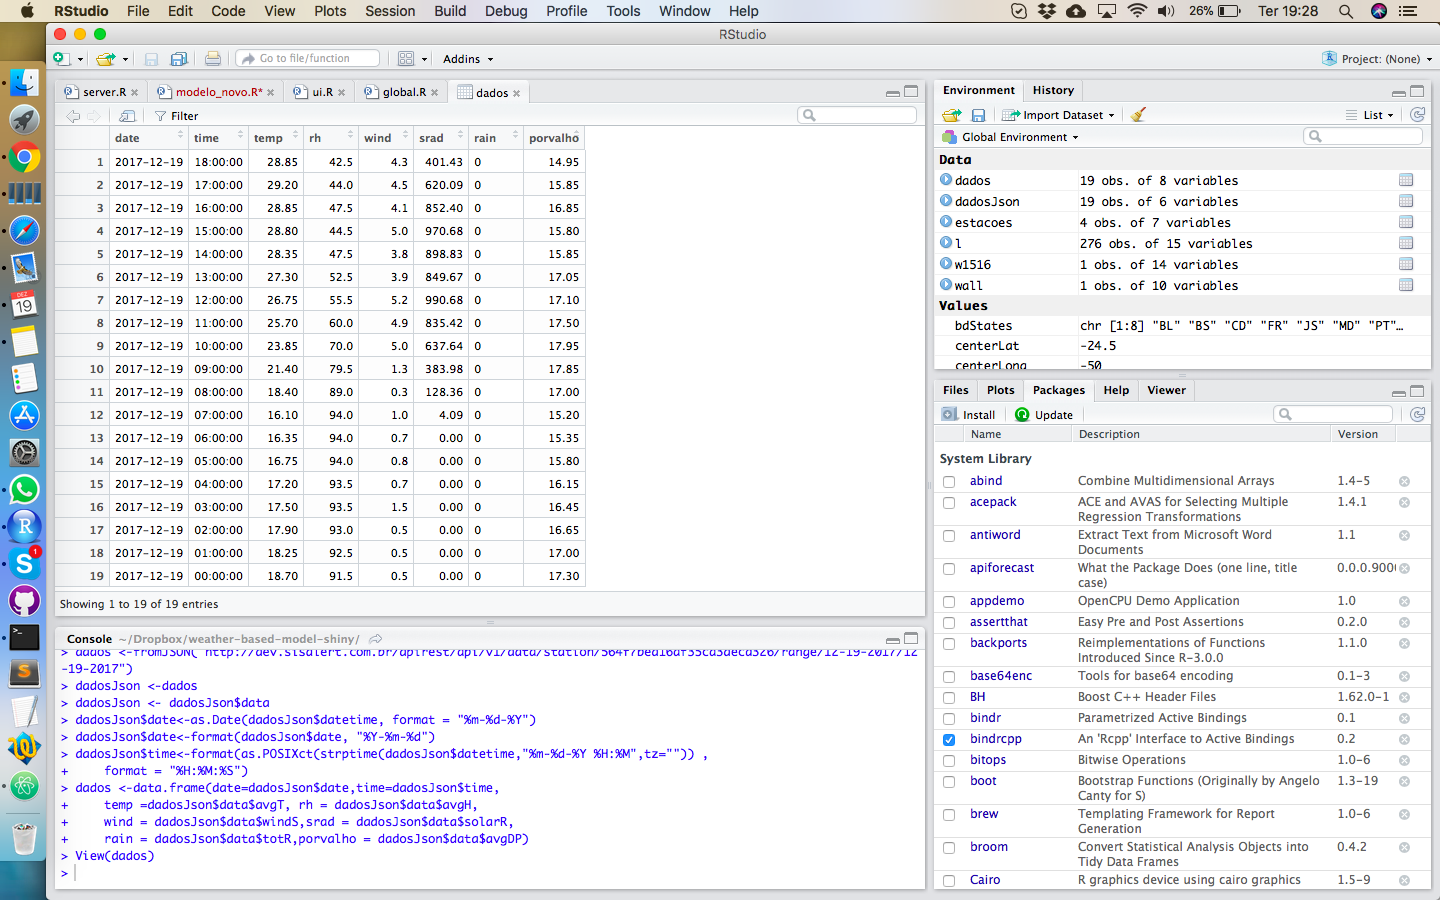 RStudio File Edit Code View Plots Session Build Debug Profile Tools Window Help 26% Ter 19:28
RStudio
Go to file/function Addins Project: (None)
server.R modelo_novo.R* ui.R global.R dados
Filter
date time temp rh wind srad rain porvalho
1 2017-12-19 18:00:00 28.85 42.5 4.3 401.43 0 14.95
2 2017-12-19 17:00:00 29.20 44.0 4.5 620.09 0 15.85
3 2017-12-19 16:00:00 28.85 47.5 4.1 852.40 0 16.85
4 2017-12-19 15:00:00 28.80 44.5 5.0 970.68 0 15.80
5 2017-12-19 14:00:00 28.35 47.5 3.8 898.83 0 15.85
6 2017-12-19 13:00:00 27.30 52.5 3.9 849.67 0 17.05
7 2017-12-19 12:00:00 26.75 55.5 5.2 990.68 0 17.10
8 2017-12-19 11:00:00 25.70 60.0 4.9 835.42 0 17.50
9 2017-12-19 10:00:00 23.85 70.0 5.0 637.64 0 17.95
10 2017-12-19 09:00:00 21.40 79.5 1.3 383.98 0 17.85
11 2017-12-19 08:00:00 18.40 89.0 0.3 128.36 0 17.00
12 2017-12-19 07:00:00 16.10 94.0 1.0 4.09 0 15.20
13 2017-12-19 06:00:00 16.35 94.0 0.7 0.00 0 15.35
14 2017-12-19 05:00:00 16.75 94.0 0.8 0.00 0 15.80
15 2017-12-19 04:00:00 17.20 93.5 0.7 0.00 0 16.15
16 2017-12-19 03:00:00 17.50 93.5 1.5 0.00 0 16.45
17 2017-12-19 02:00:00 17.90 93.0 0.5 0.00 0 16.65
18 2017-12-19 01:00:00 18.25 92.5 0.5 0.00 0 17.00
19 2017-12-19 00:00:00 18.70 91.5 0.5 0.00 0 17.30
Showing 1 to 19 of 19 entries
Console ~/Dropbox/weather-based-model-shiny/
> dados <-fromJSON("http://dev.sisalert.com.br/apirest/api/v1/data/station/564f7bed16af35cd3deca326/range/12-19-2017/12
-19-2017")
> dadosJson <-dados
> dadosJson <- dadosJson$data
> dadosJson$date<-as.Date(dadosJson$datetime, format = "%m-%d-%Y")
> dadosJson$date<-format(dadosJson$date, "%Y-%m-%d")
> dadosJson$time<-format(as.POSIXct(strptime(dadosJson$datetime,"%m-%d-%Y %H:%M",tz="")) ,
+ format = "%H:%M:%S")
> dados <-data.frame(date=dadosJson$date,time=dadosJson$time,
+ temp =dadosJson$data$avgT, rh = dadosJson$data$avgH,
+ wind = dadosJson$data$windS,srad = dadosJson$data$solarR,
+ rain = dadosJson$data$totR,porvalho = dadosJson$data$avgDP)
> View(dados)
>
Environment History
Import Dataset List
Global Environment
Data
dados 19 obs. of 8 variables
dadosJson 19 obs. of 6 variables
estacoes 4 obs. of 7 variables
l 276 obs. of 15 variables
w1516 1 obs. of 14 variables
wall 1 obs. of 10 variables
Values
bdStates chr [1:8] "BL" "BS" "CD" "FR" "JS" "MD" "PT"…
centerLat -24.5
centerLong -50
Files Plots Packages Help Viewer
Install Update
Name Description Version
System Library
abind Combine Multidimensional Arrays 1.4-5
acepack ACE and AVAS for Selecting Multiple 1.4.1
Regression Transformations
antiword Extract Text from Microsoft Word 1.1
Documents
apiforecast What the Package Does (one line, title 0.0.0.900
case)
appdemo OpenCPU Demo Application 1.0
assertthat Easy Pre and Post Assertions 0.2.0
backports Reimplementations of Functions 1.1.0
Introduced Since R-3.0.0
base64enc Tools for base64 encoding 0.1-3
BH Boost C++ Header Files 1.62.0-1
bindr Parametrized Active Bindings 0.1
bindrcpp An 'Rcpp' Interface to Active Bindings 0.2
bitops Bitwise Operations 1.0-6
boot Bootstrap Functions (Originally by Angelo 1.3-19
Canty for S)
brew Templating Framework for Report 1.0-6
Generation
broom Convert Statistical Analysis Objects into 0.4.2
Tidy Data Frames
Cairo R graphics device using cairo graphics 1.5-9
DEZ
19
1